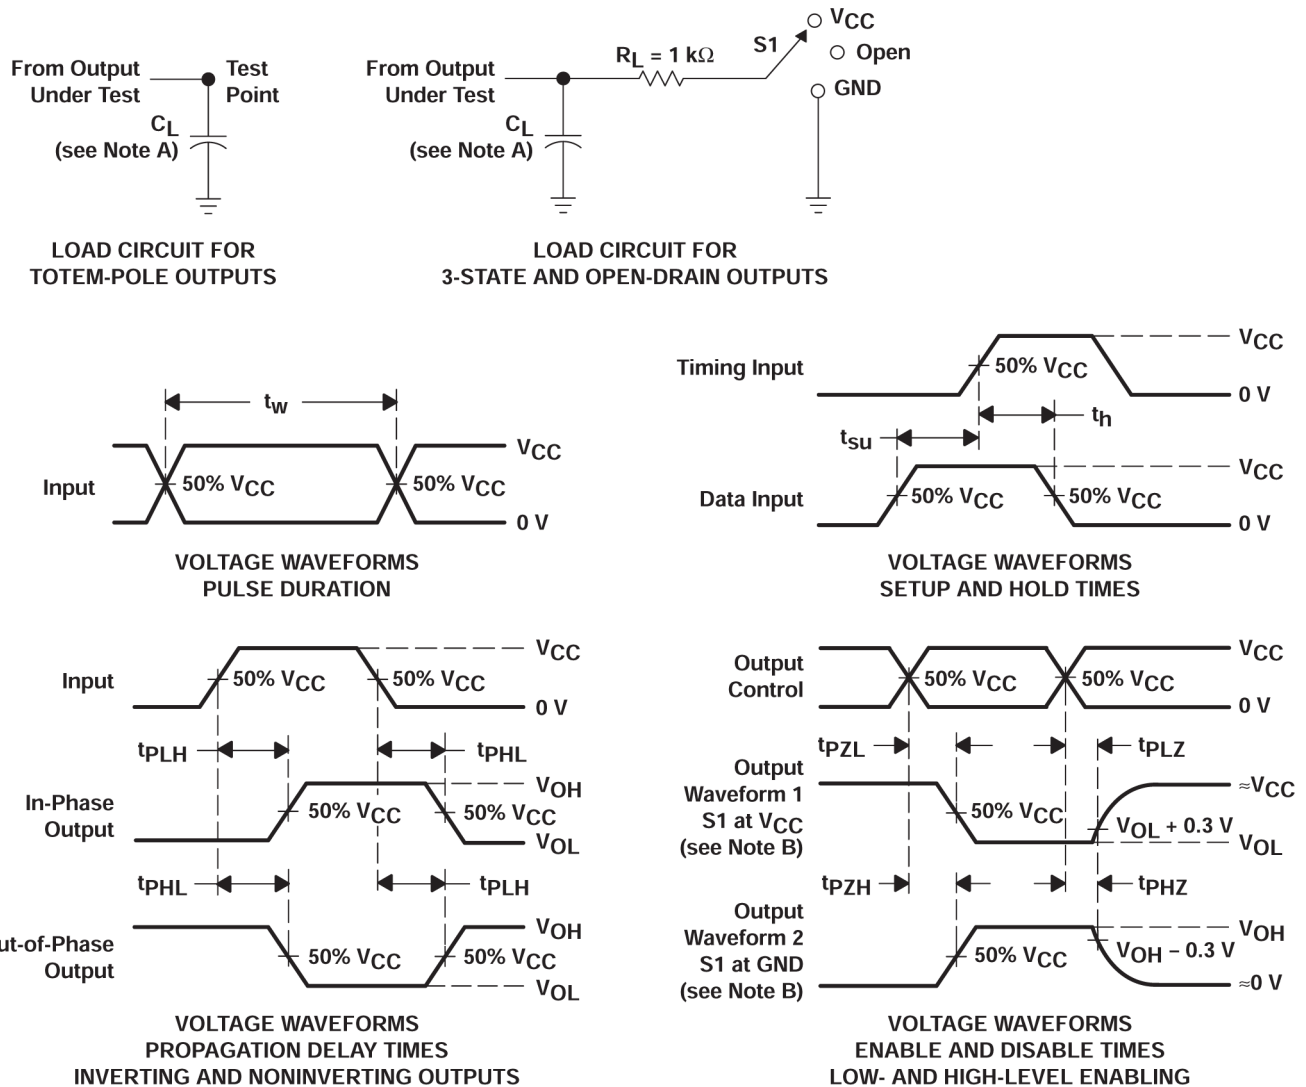 From Output
Under Test
Test
Point
CL
(see Note A)
LOAD CIRCUIT FOR
TOTEM-POLE OUTPUTS
From Output
Under Test
RL = 1 kΩ
S1
VCC
Open
GND
CL
(see Note A)
LOAD CIRCUIT FOR
3-STATE AND OPEN-DRAIN OUTPUTS
tw
Input
50% VCC
50% VCC
VCC
0 V
VOLTAGE WAVEFORMS
PULSE DURATION
Timing Input
50% VCC
VCC
0 V
tsu
th
Data Input
50% VCC
50% VCC
VCC
0 V
VOLTAGE WAVEFORMS
SETUP AND HOLD TIMES
Input
50% VCC
50% VCC
VCC
0 V
tPLH
tPHL
In-Phase
Output
50% VCC
50% VCC
VOH
VOL
tPHL
tPLH
ut-of-Phase
Output
50% VCC
50% VCC
VOH
VOL
VOLTAGE WAVEFORMS
PROPAGATION DELAY TIMES
INVERTING AND NONINVERTING OUTPUTS
Output
Control
50% VCC
50% VCC
VCC
0 V
tPZL
tPLZ
Output
Waveform 1
S1 at VCC
(see Note B)
50% VCC
≈VCC
VOL + 0.3 V
VOL
tPZH
tPHZ
Output
Waveform 2
S1 at GND
(see Note B)
50% VCC
VOH
VOH − 0.3 V
≈0 V
VOLTAGE WAVEFORMS
ENABLE AND DISABLE TIMES
LOW- AND HIGH-LEVEL ENABLING